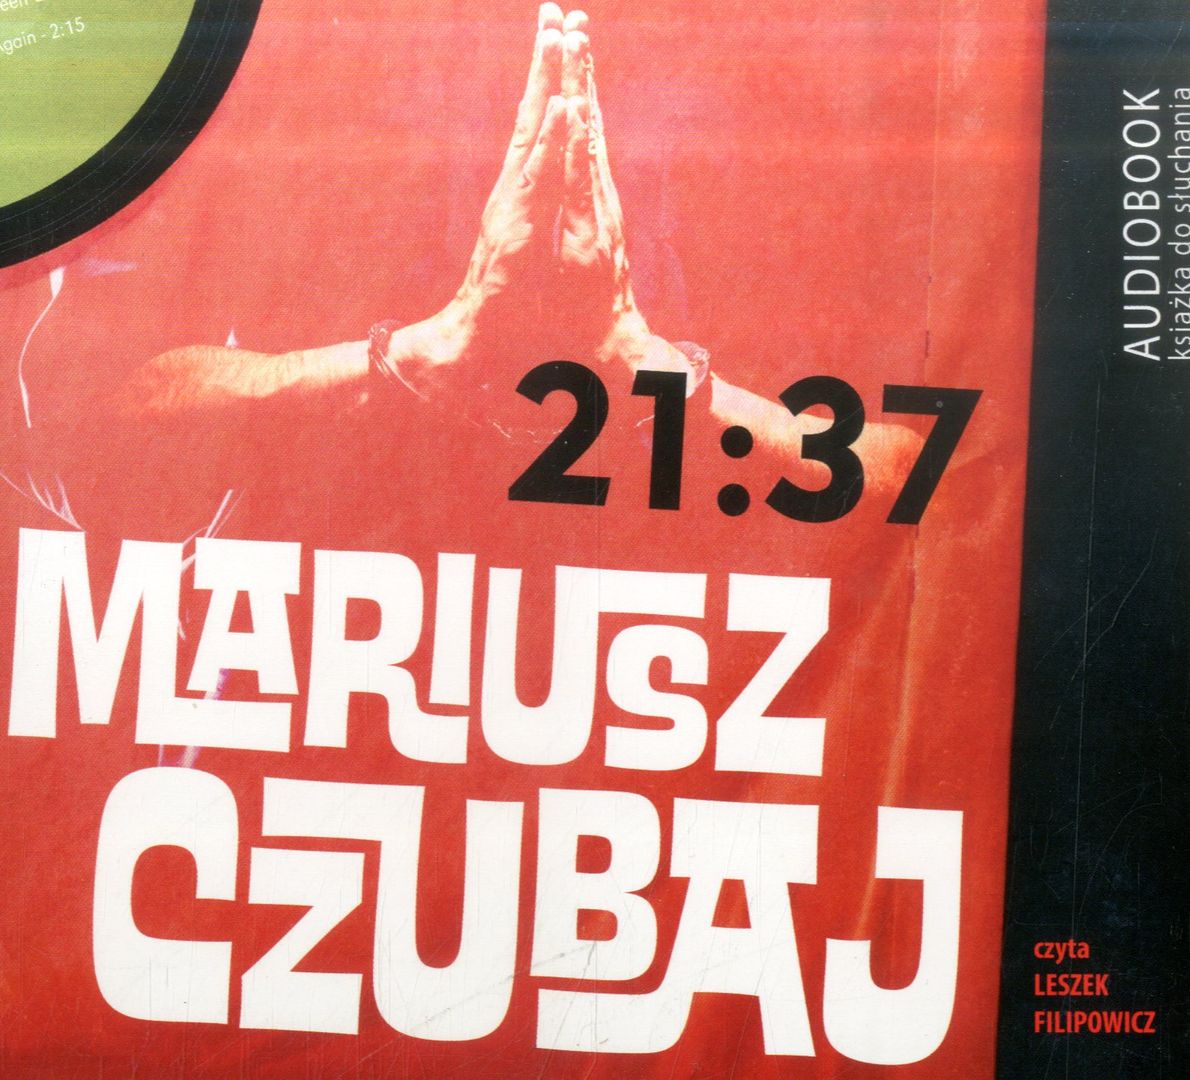 Again - 2:15
AUDIOBOOK
książka do słuchania
21:37
MARIUSZ
CZUBAJ
czyta
LESZEK
FILIPOWICZ